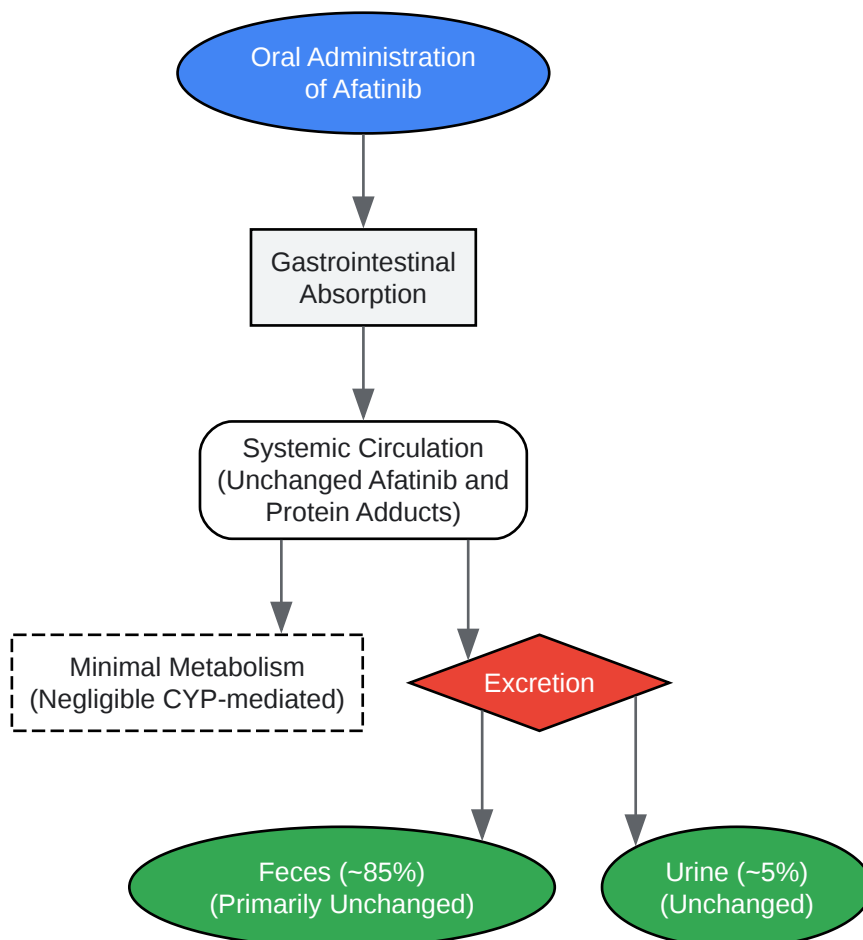 Oral Administration
of Afatinib
Gastrointestinal
Absorption
Systemic Circulation
(Unchanged Afatinib and
Protein Adducts)
Minimal Metabolism
(Negligible CYP-mediated)
Excretion
Feces (~85%)
(Primarily Unchanged)
Urine (~5%)
(Unchanged)